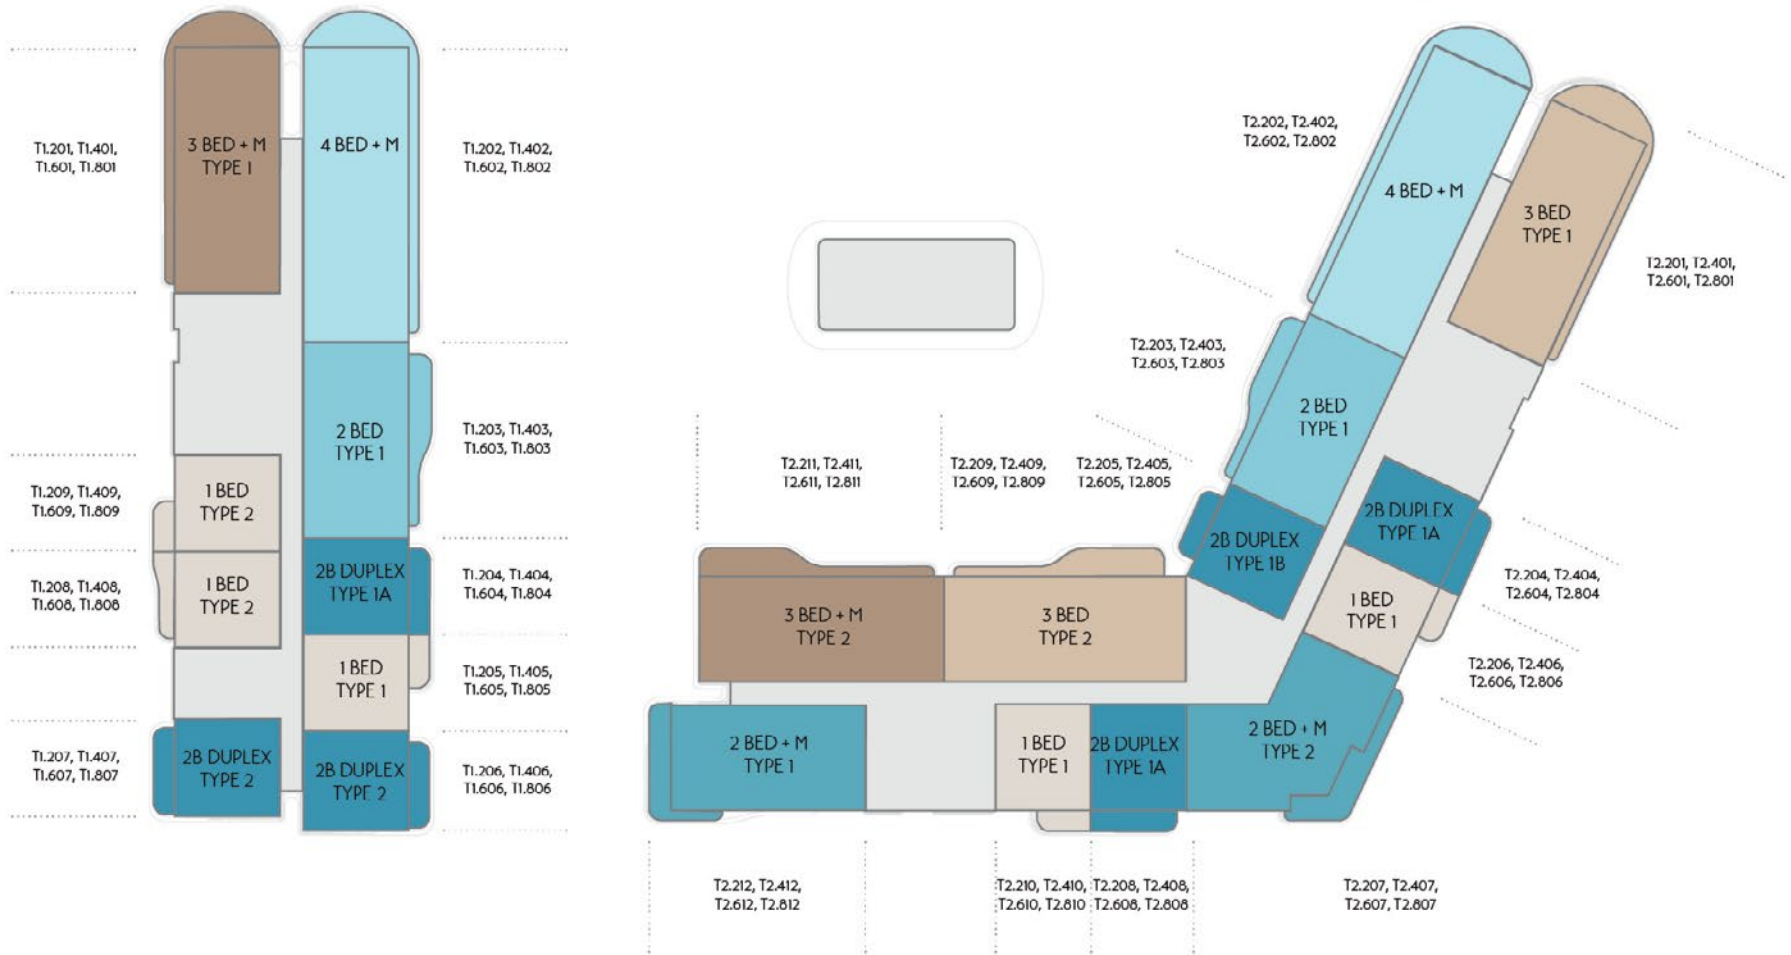 T1.201, T1.401,
T1.601, T1.801
3 BED + M
TYPE 1
4 BED + M
T1.202, T1.402,
T1.602, T1.802
T1.203, T1.403,
T1.603, T1.803
2 BED
TYPE 1
T1.209, T1.409,
T1.609, T1.809
1 BED
TYPE 2
T1.208, T1.408,
T1.608, T1.808
1 BED
TYPE 2
2B DUPLEX
TYPE 1A
T1.204, T1.404,
T1.604, T1.804
1 BED
TYPE 1
T1.205, T1.405,
T1.605, T1.805
T1.207, T1.407,
T1.607, T1.807
2B DUPLEX
TYPE 2
2B DUPLEX
TYPE 2
T1.206, T1.406,
T1.606, T1.806
T2.202, T2.402,
T2.602, T2.802
4 BED + M
3 BED
TYPE 1
T2.201, T2.401,
T2.601, T2.801
T2.203, T2.403,
T2.603, T2.803
2 BED
TYPE 1
T2.211, T2.411,
T2.611, T2.811
T2.209, T2.409,
T2.609, T2.809
T2.205, T2.405,
T2.605, T2.805
2B DUPLEX
TYPE 1B
2B DUPLEX
TYPE 1A
T2.204, T2.404,
T2.604, T2.804
1 BED
TYPE 1
T2.206, T2.406,
T2.606, T2.806
3 BED + M
TYPE 2
3 BED
TYPE 2
2 BED + M
TYPE 1
1 BED
TYPE 1
2B DUPLEX
TYPE 1A
2 BED + M
TYPE 2
T2.212, T2.412,
T2.612, T2.812
T2.210, T2.410,
T2.610, T2.810
T2.208, T2.408,
T2.608, T2.808
T2.207, T2.407,
T2.607, T2.807